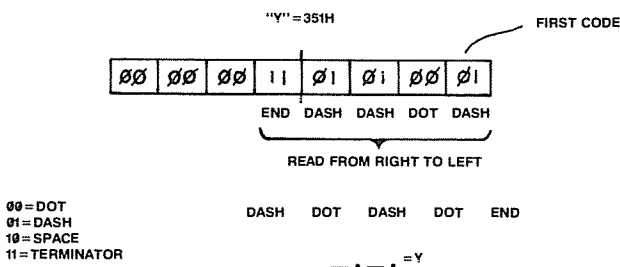 "Y"=351H
FIRST CODE
ØØ ØØ ØØ 11 Ø1 Ø1 ØØ Ø1
END DASH DASH DOT DASH
READ FROM RIGHT TO LEFT
ØØ=DOT
Ø1=DASH
1Ø=SPACE
11=TERMINATOR
DASH DOT DASH DOT END
=Y